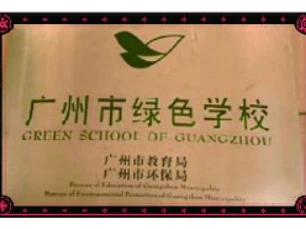 广州市绿色学校
GREEN SCHOOL OF GUANGZHOU
广州市教育局
广州市环保局
Bureau of Education of Guangzhou Municipality
Bureau of Environmental Protection of Guangzhou Municipality